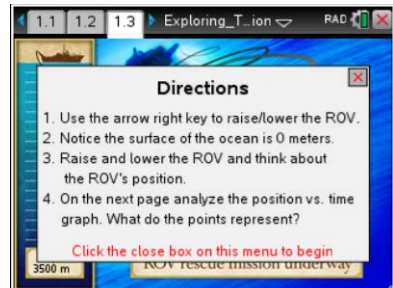 1.1 1.2 1.3 Exploring_T...ion RAD
Directions
1. Use the arrow right key to raise/lower the ROV.
2. Notice the surface of the ocean is 0 meters.
3. Raise and lower the ROV and think about
the ROV's position.
4. On the next page analyze the position vs. time
graph. What do the points represent?
Click the close box on this menu to begin
3500 m
ROV rescue mission underway